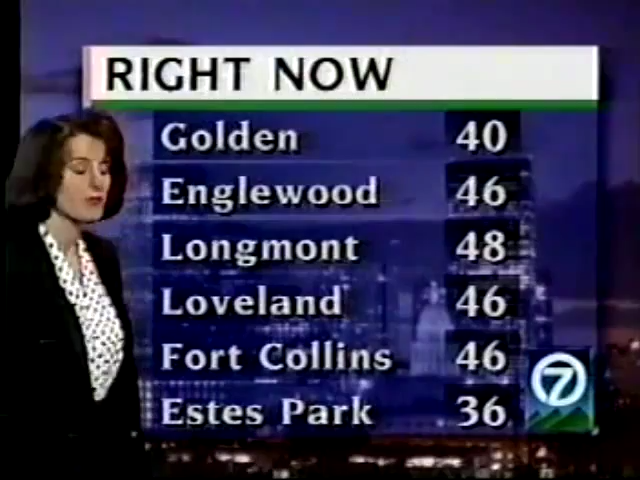 RIGHT NOW
Golden 40
Englewood 46
Longmont 48
Loveland 46
Fort Collins 46
Estes Park 36
7